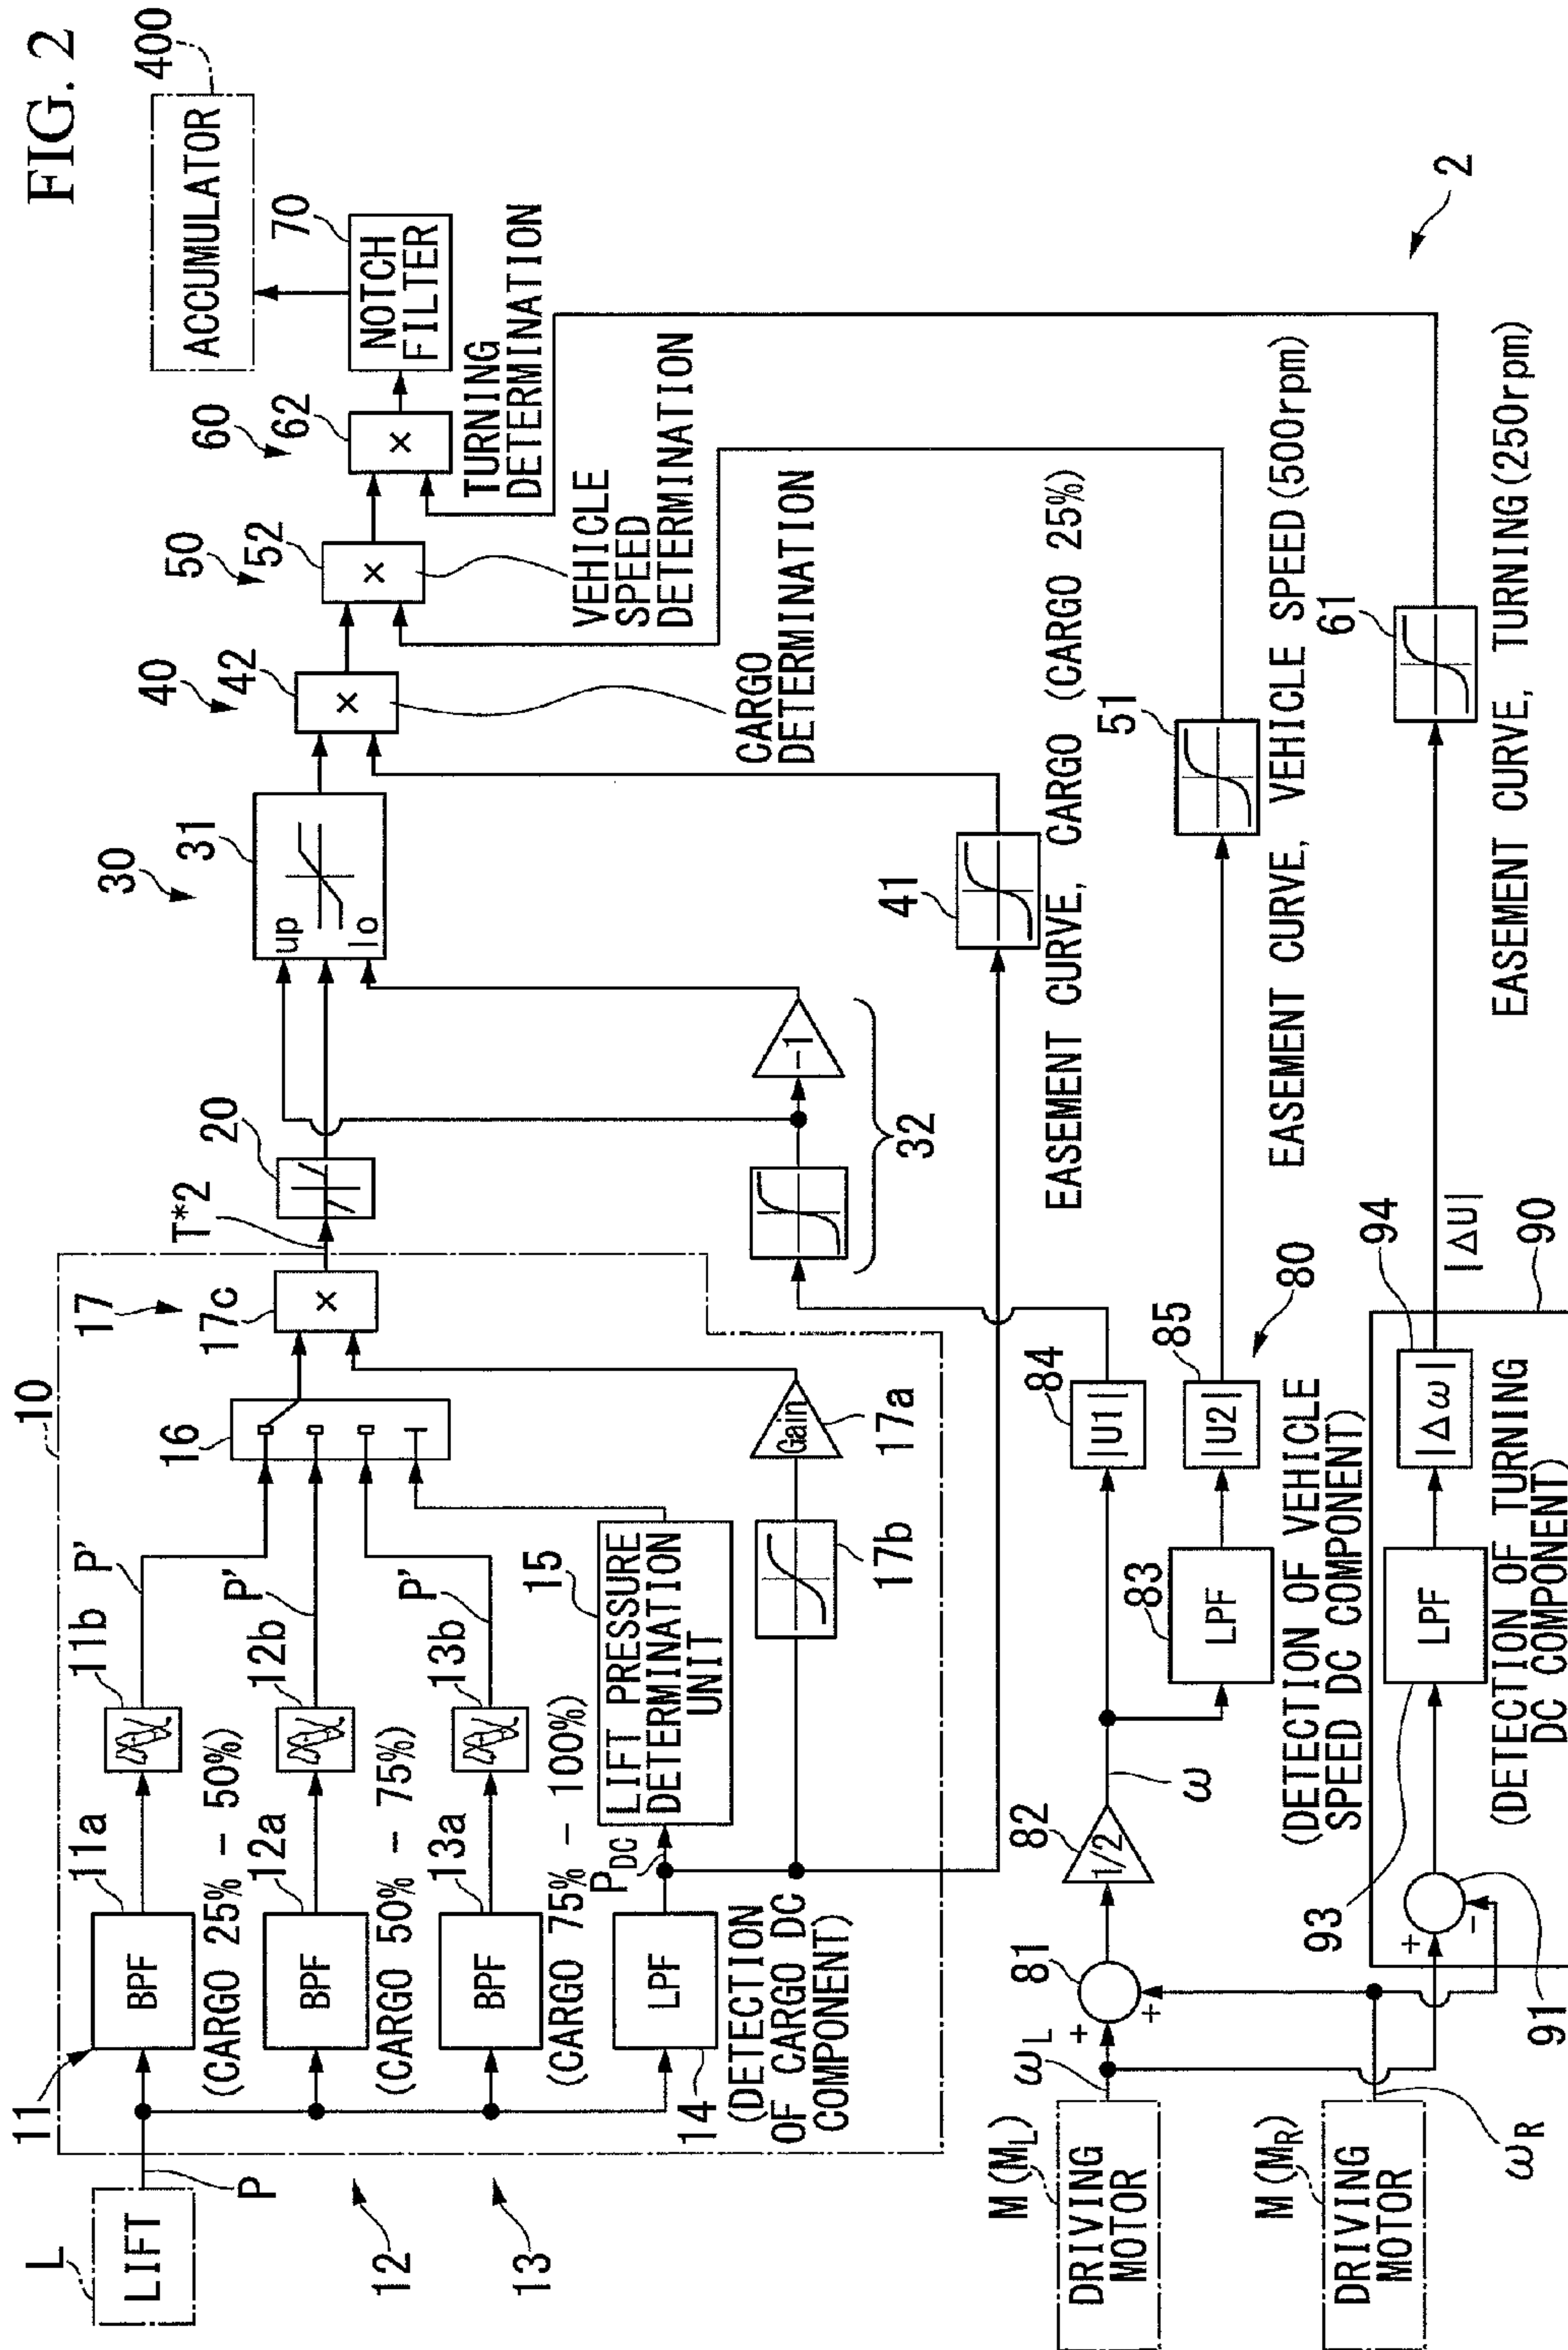 FIG. 2
L
LIFT
P
10
11
11a
BPF
11b
P'
(CARGO 25% - 50%)
12
12a
BPF
12b
P'
(CARGO 50% - 75%)
13
13a
BPF
13b
P'
(CARGO 75% - 100%)
14
LPF
(DETECTION
OF CARGO DC
COMPONENT)
PDC
15
LIFT PRESSURE
DETERMINATION
UNIT
16
17
17c
×
17b
Gain
17a
T*2
20
30
31
up
lo
-1
32
40
42
×
CARGO
DETERMINATION
50
52
×
VEHICLE
SPEED
DETERMINATION
60
62
×
TURNING
DETERMINATION
70
NOTCH
FILTER
400
ACCUMULATOR
41
EASEMENT CURVE, CARGO (CARGO 25%)
51
EASEMENT CURVE, VEHICLE SPEED(500rpm)
61
EASEMENT CURVE, TURNING(250rpm)
2
M(ML)
DRIVING
MOTOR
ωL
+
+
81
82
1/2
ω
84
|U1|
83
LPF
85
|U2|
80
(DETECTION OF VEHICLE
SPEED DC COMPONENT)
M(MR)
DRIVING
MOTOR
ωR
+
-
91
91
93
LPF
94
|Δω|
|ΔU|
90
(DETECTION OF TURNING
DC COMPONENT)